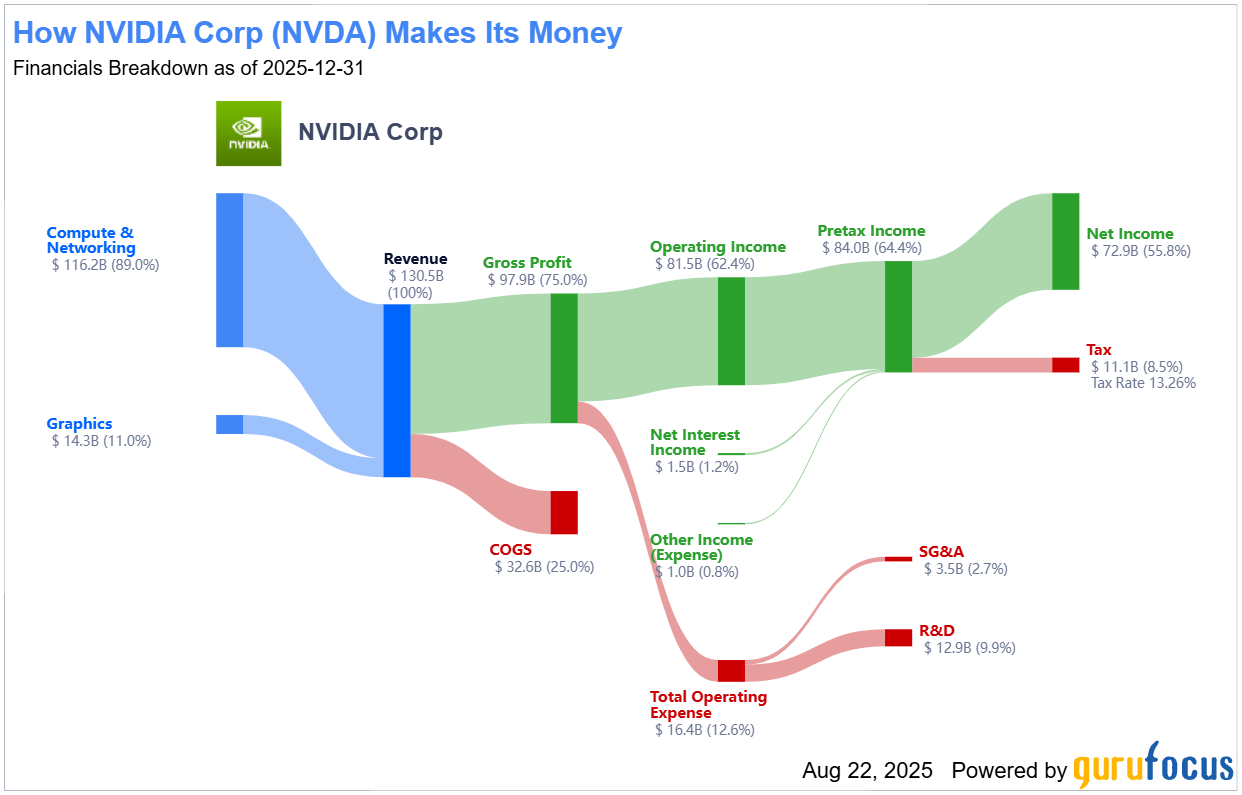 How NVIDIA Corp (NVDA) Makes Its Money
Financials Breakdown as of 2025-12-31
NVIDIA
NVIDIA Corp
Compute &
Networking
$ 116.2B (89.0%)
Graphics
$ 14.3B (11.0%)
Revenue
$ 130.5B
(100%)
Gross Profit
$ 97.9B (75.0%)
COGS
$ 32.6B (25.0%)
Operating Income
$ 81.5B (62.4%)
Net Interest
Income
$ 1.5B (1.2%)
Other Income
(Expense)
$ 1.0B (0.8%)
Total Operating
Expense
$ 16.4B (12.6%)
Pretax Income
$ 84.0B (64.4%)
SG&A
$ 3.5B (2.7%)
R&D
$ 12.9B (9.9%)
Net Income
$ 72.9B (55.8%)
Tax
$ 11.1B (8.5%)
Tax Rate 13.26%
Aug 22, 2025 Powered by gurufocus